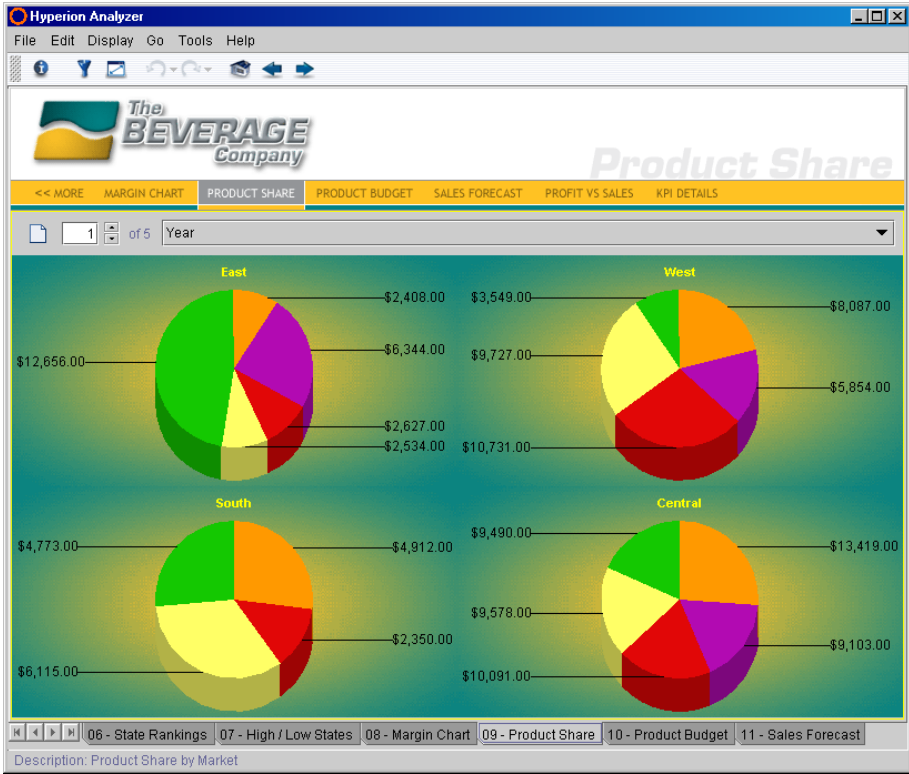 Hyperion Analyzer
File Edit Display Go Tools Help
The
BEVERAGE
Company
Product Share
<< MORE MARGIN CHART PRODUCT SHARE PRODUCT BUDGET SALES FORECAST PROFIT VS SALES KPI DETAILS
1 of 5 Year
East
$2,408.00
$6,344.00
$12,656.00
$2,627.00
$2,534.00
West
$3,549.00
$8,087.00
$9,727.00
$5,854.00
$10,731.00
South
$4,773.00
$4,912.00
$2,350.00
$6,115.00
Central
$9,490.00
$13,419.00
$9,578.00
$9,103.00
$10,091.00
06 - State Rankings 07 - High / Low States 08 - Margin Chart 09 - Product Share 10 - Product Budget 11 - Sales Forecast
Description: Product Share by Market